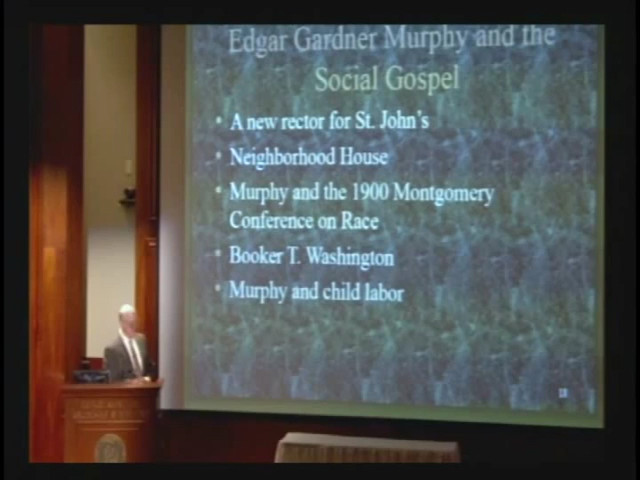 Edgar Gardner Murphy and the
Social Gospel
• A new rector for St. John's
• Neighborhood House
• Murphy and the 1900 Montgomery
Conference on Race
• Booker T. Washington
• Murphy and child labor